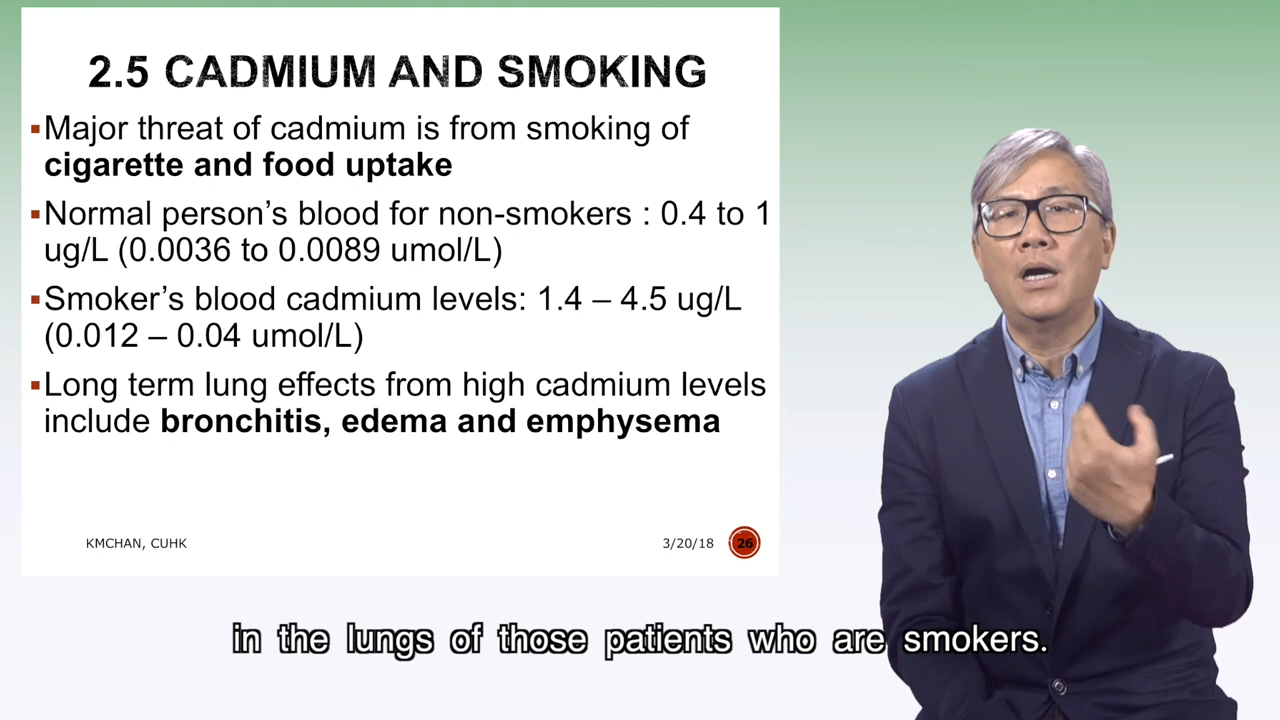 2.5 CADMIUM AND SMOKING
▪Major threat of cadmium is from smoking of
cigarette and food uptake
▪Normal person's blood for non-smokers : 0.4 to 1
ug/L (0.0036 to 0.0089 umol/L)
▪Smoker's blood cadmium levels: 1.4 – 4.5 ug/L
(0.012 – 0.04 umol/L)
▪Long term lung effects from high cadmium levels
include bronchitis, edema and emphysema
KMCHAN, CUHK
3/20/18
26
in the lungs of those patients who are smokers.